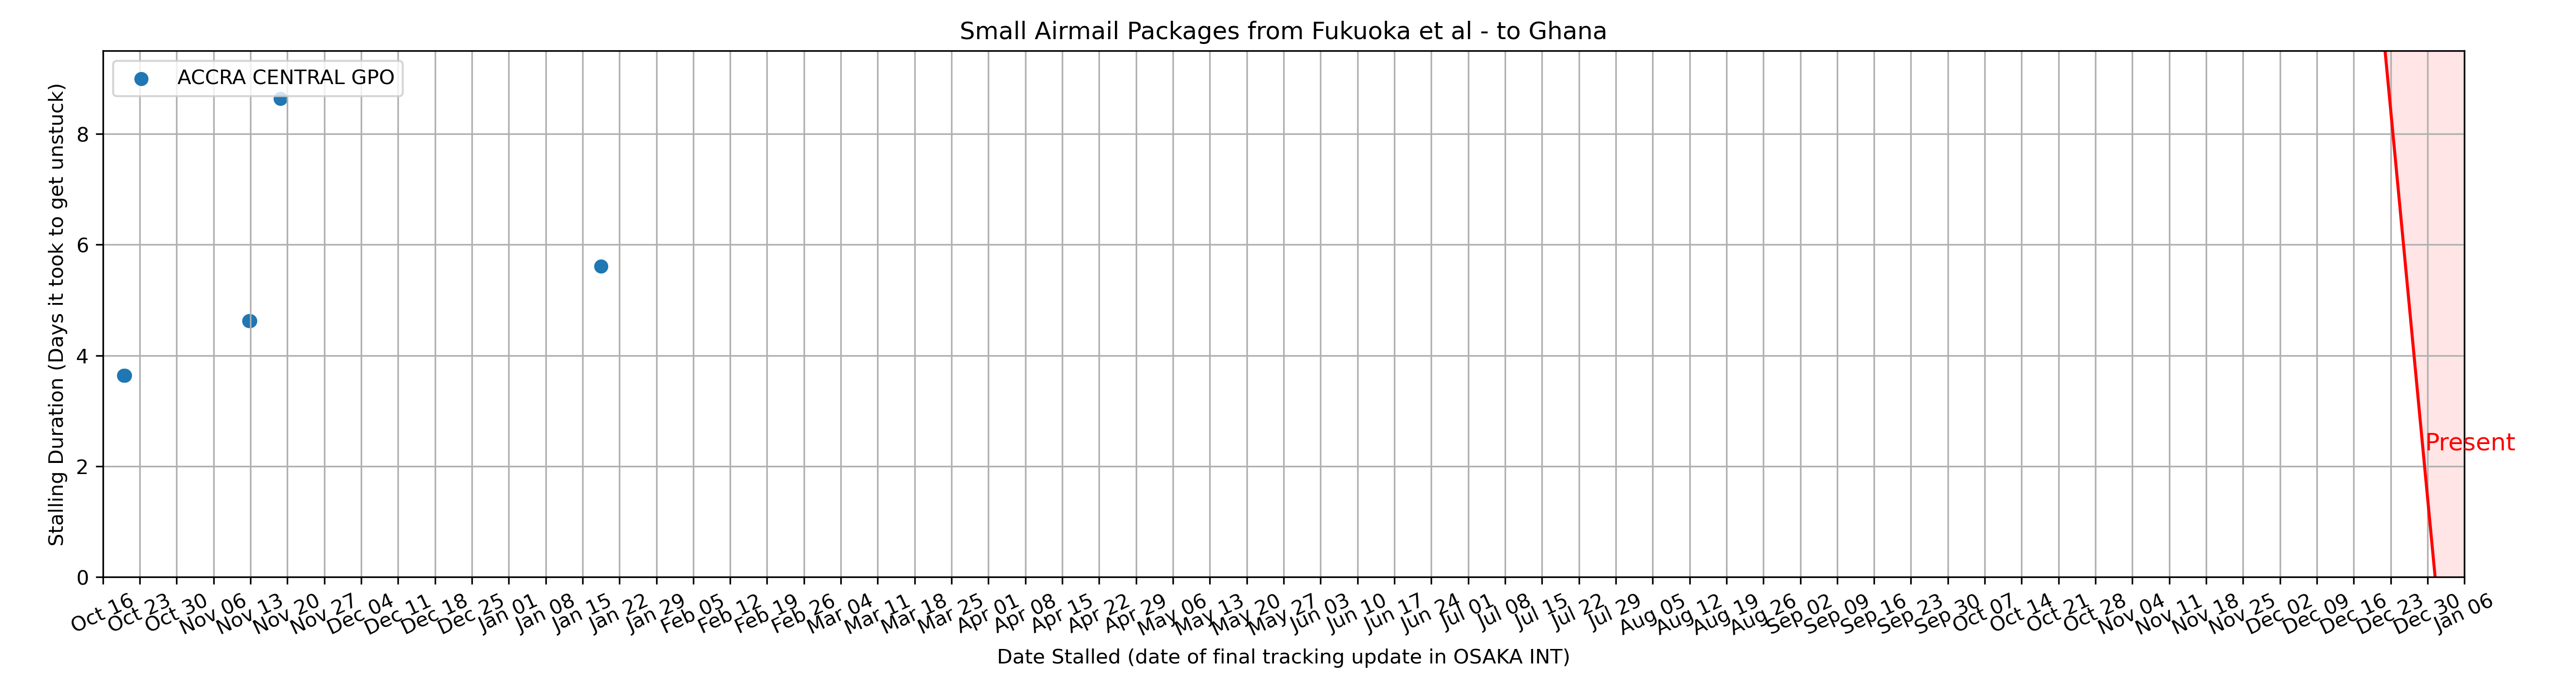 Small Airmail Packages from Fukuoka et al - to Ghana
ACCRA CENTRAL GPO
Stalling Duration (Days it took to get unstuck)
8
6
4
2
0
Present
Oct 16
Oct 23
Oct 30
Nov 06
Nov 13
Nov 20
Nov 27
Dec 04
Dec 11
Dec 18
Dec 25
Jan 01
Jan 08
Jan 15
Jan 22
Jan 29
Feb 05
Feb 12
Feb 19
Feb 26
Mar 04
Mar 11
Mar 18
Mar 25
Apr 01
Apr 08
Apr 15
Apr 22
Apr 29
May 06
May 13
May 20
May 27
Jun 03
Jun 10
Jun 17
Jun 24
Jul 01
Jul 08
Jul 15
Jul 22
Jul 29
Aug 05
Aug 12
Aug 19
Aug 26
Sep 02
Sep 09
Sep 16
Sep 23
Sep 30
Oct 07
Oct 14
Oct 21
Oct 28
Nov 04
Nov 11
Nov 18
Nov 25
Dec 02
Dec 09
Dec 16
Dec 23
Dec 30
Jan 06
Date Stalled (date of final tracking update in OSAKA INT)